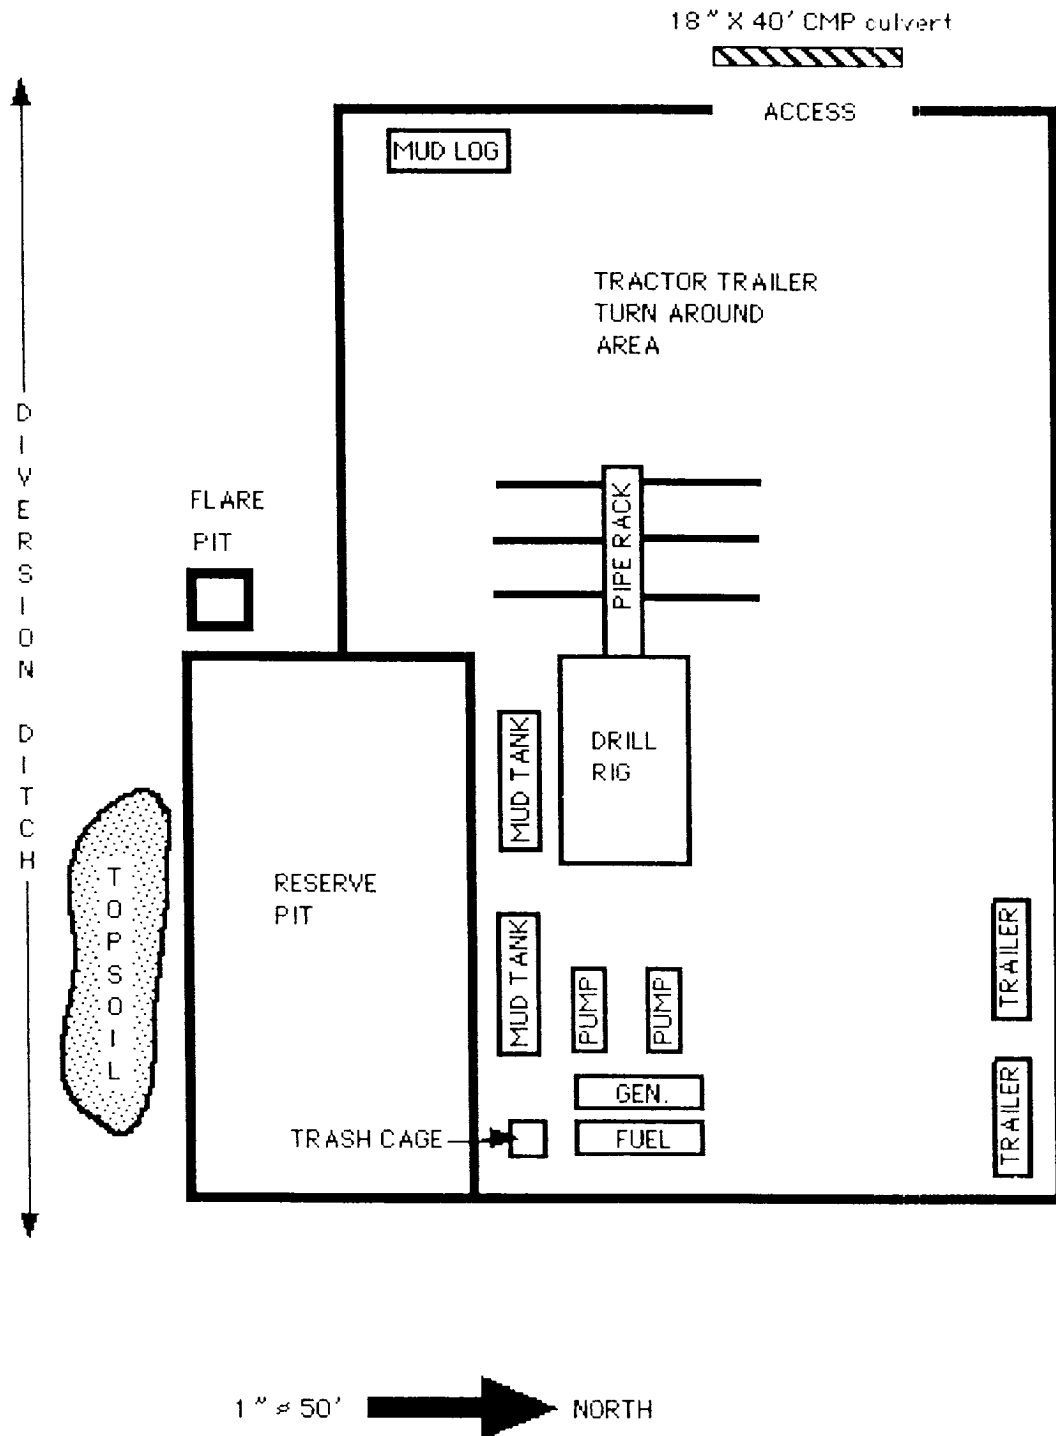 18" X 40' CMP culvert
ACCESS
MUD LOG
TRACTOR TRAILER
TURN AROUND
AREA
DIVERSION DITCH
FLARE
PIT
PIPE RACK
DRILL
RIG
MUD TANK
RESERVE
PIT
TOPSOIL
MUD TANK
PUMP
PUMP
TRAILER
GEN.
TRAILER
TRASH CAGE
FUEL
1" ≈ 50'
NORTH